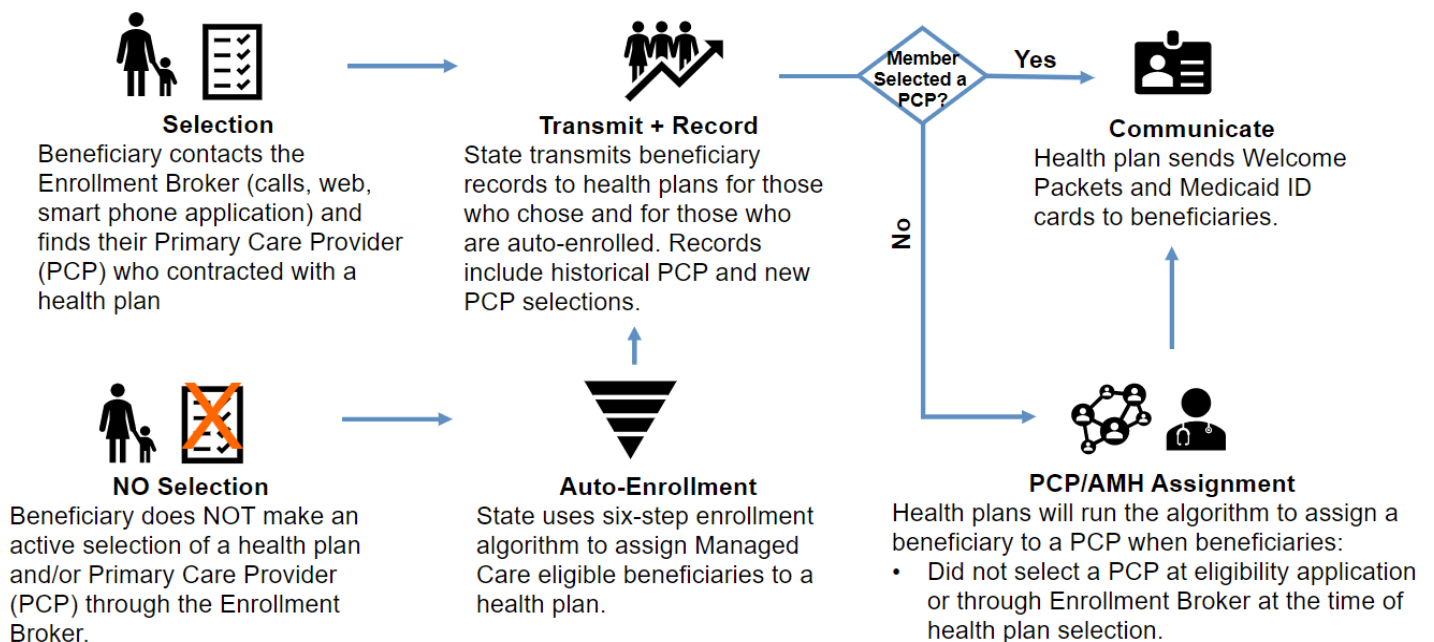 Selection
Beneficiary contacts the
Enrollment Broker (calls, web,
smart phone application) and
finds their Primary Care Provider
(PCP) who contracted with a
health plan
Transmit + Record
State transmits beneficiary
records to health plans for those
who chose and for those who
are auto-enrolled. Records
include historical PCP and new
PCP selections.
Member
Selected a
PCP?
Yes
No
Communicate
Health plan sends Welcome
Packets and Medicaid ID
cards to beneficiaries.
NO Selection
Beneficiary does NOT make an
active selection of a health plan
and/or Primary Care Provider
(PCP) through the Enrollment
Broker.
Auto-Enrollment
State uses six-step enrollment
algorithm to assign Managed
Care eligible beneficiaries to a
health plan.
PCP/AMH Assignment
Health plans will run the algorithm to assign a
beneficiary to a PCP when beneficiaries:
• Did not select a PCP at eligibility application
or through Enrollment Broker at the time of
health plan selection.